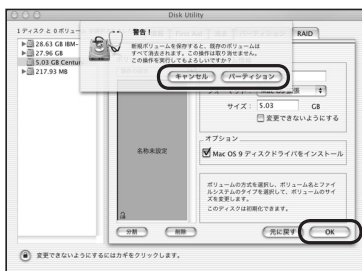 Disk Utility
1 ディスク と 0 ボリュー
28.63 GB IBM-
27.96 GB
5.03 GB Centur
217.93 MB
警告！
新規ボリュームを保存すると、既存のボリュームは
すべて消去されます。この操作は取り消せません。
この操作を実行してもよろしいですか？
キャンセル
パーティション
RAID
名称未設定
サイズ： 5.03 GB
変更できないようにする
オプション
Mac OS 9 ディスクドライバをインストール
ボリュームの方式を選択し、ボリューム名とファイ
ルシステムのタイプを選択して、ボリュームのサイ
ズを変更します。
このディスクは初期化できます。
分割
削除
元に戻す
OK
変更できないようにするにはカギをクリックします。